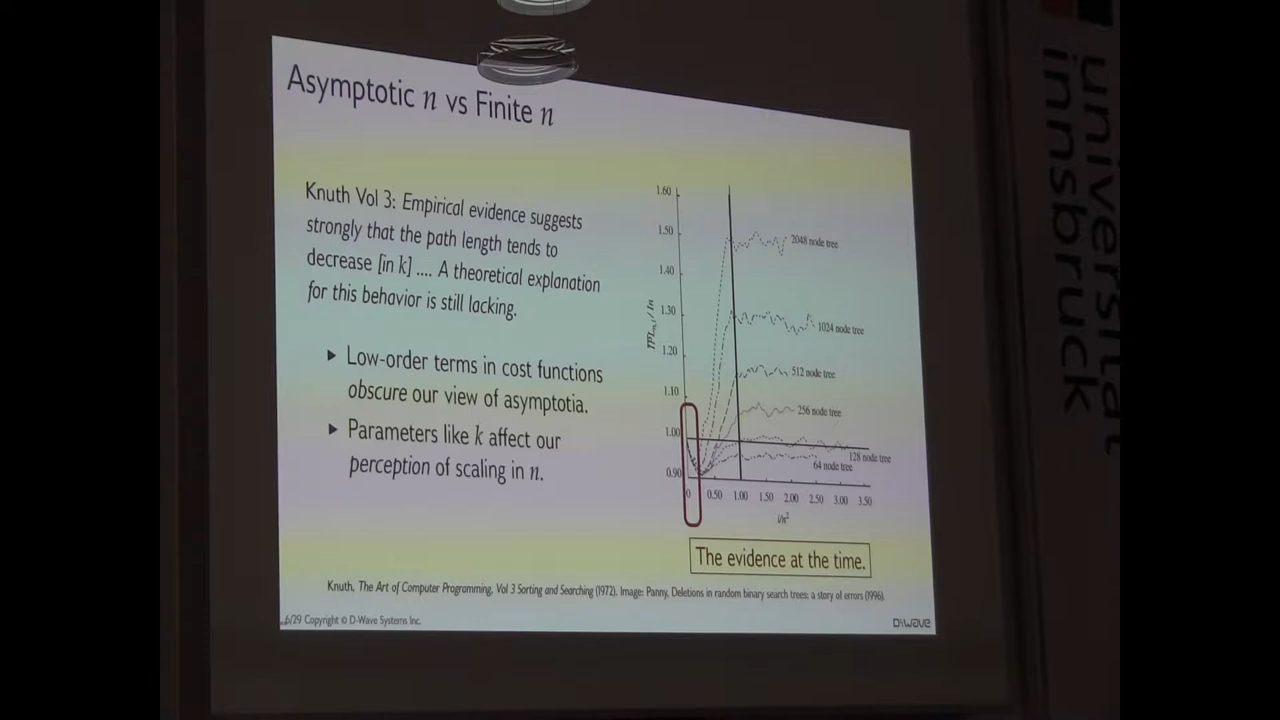 Asymptotic n vs Finite n
Knuth Vol 3: Empirical evidence suggests
strongly that the path length tends to
decrease [in k] .... A theoretical explanation
for this behavior is still lacking.
▶ Low-order terms in cost functions
obscure our view of asymptotia.
▶ Parameters like k affect our
perception of scaling in n.
1.60
1.50
1.40
1.30
1.20
1.10
1.00
0.90
2048 node tree
1024 node tree
512 node tree
256 node tree
128 node tree
64 node tree
0 0.50 1.00 1.50 2.00 2.50 3.00 3.50
i/n²
The evidence at the time.
Knuth, The Art of Computer Programming, Vol 3 Sorting and Searching (1972). Image: Panny, Deletions in random binary search trees: a story of errors (1996).
6/29 Copyright © D-Wave Systems Inc.
D:WAVE
universität
innsbruck